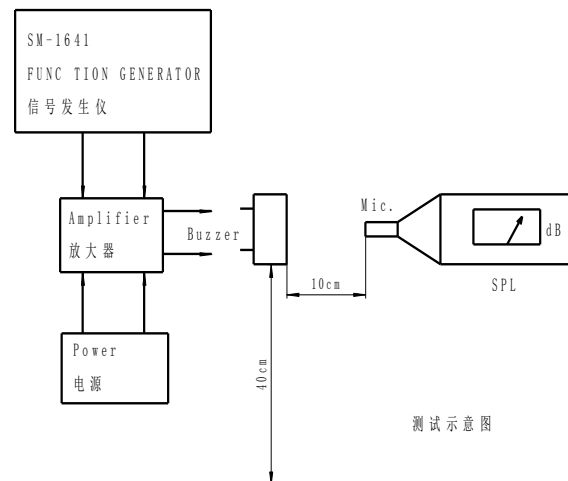 SM-1641
FUNC TION GENERATOR
信号发生仪
Amplifier
放大器
Buzzer
Mic.
dB
SPL
10cm
Power
电源
40cm
测试示意图